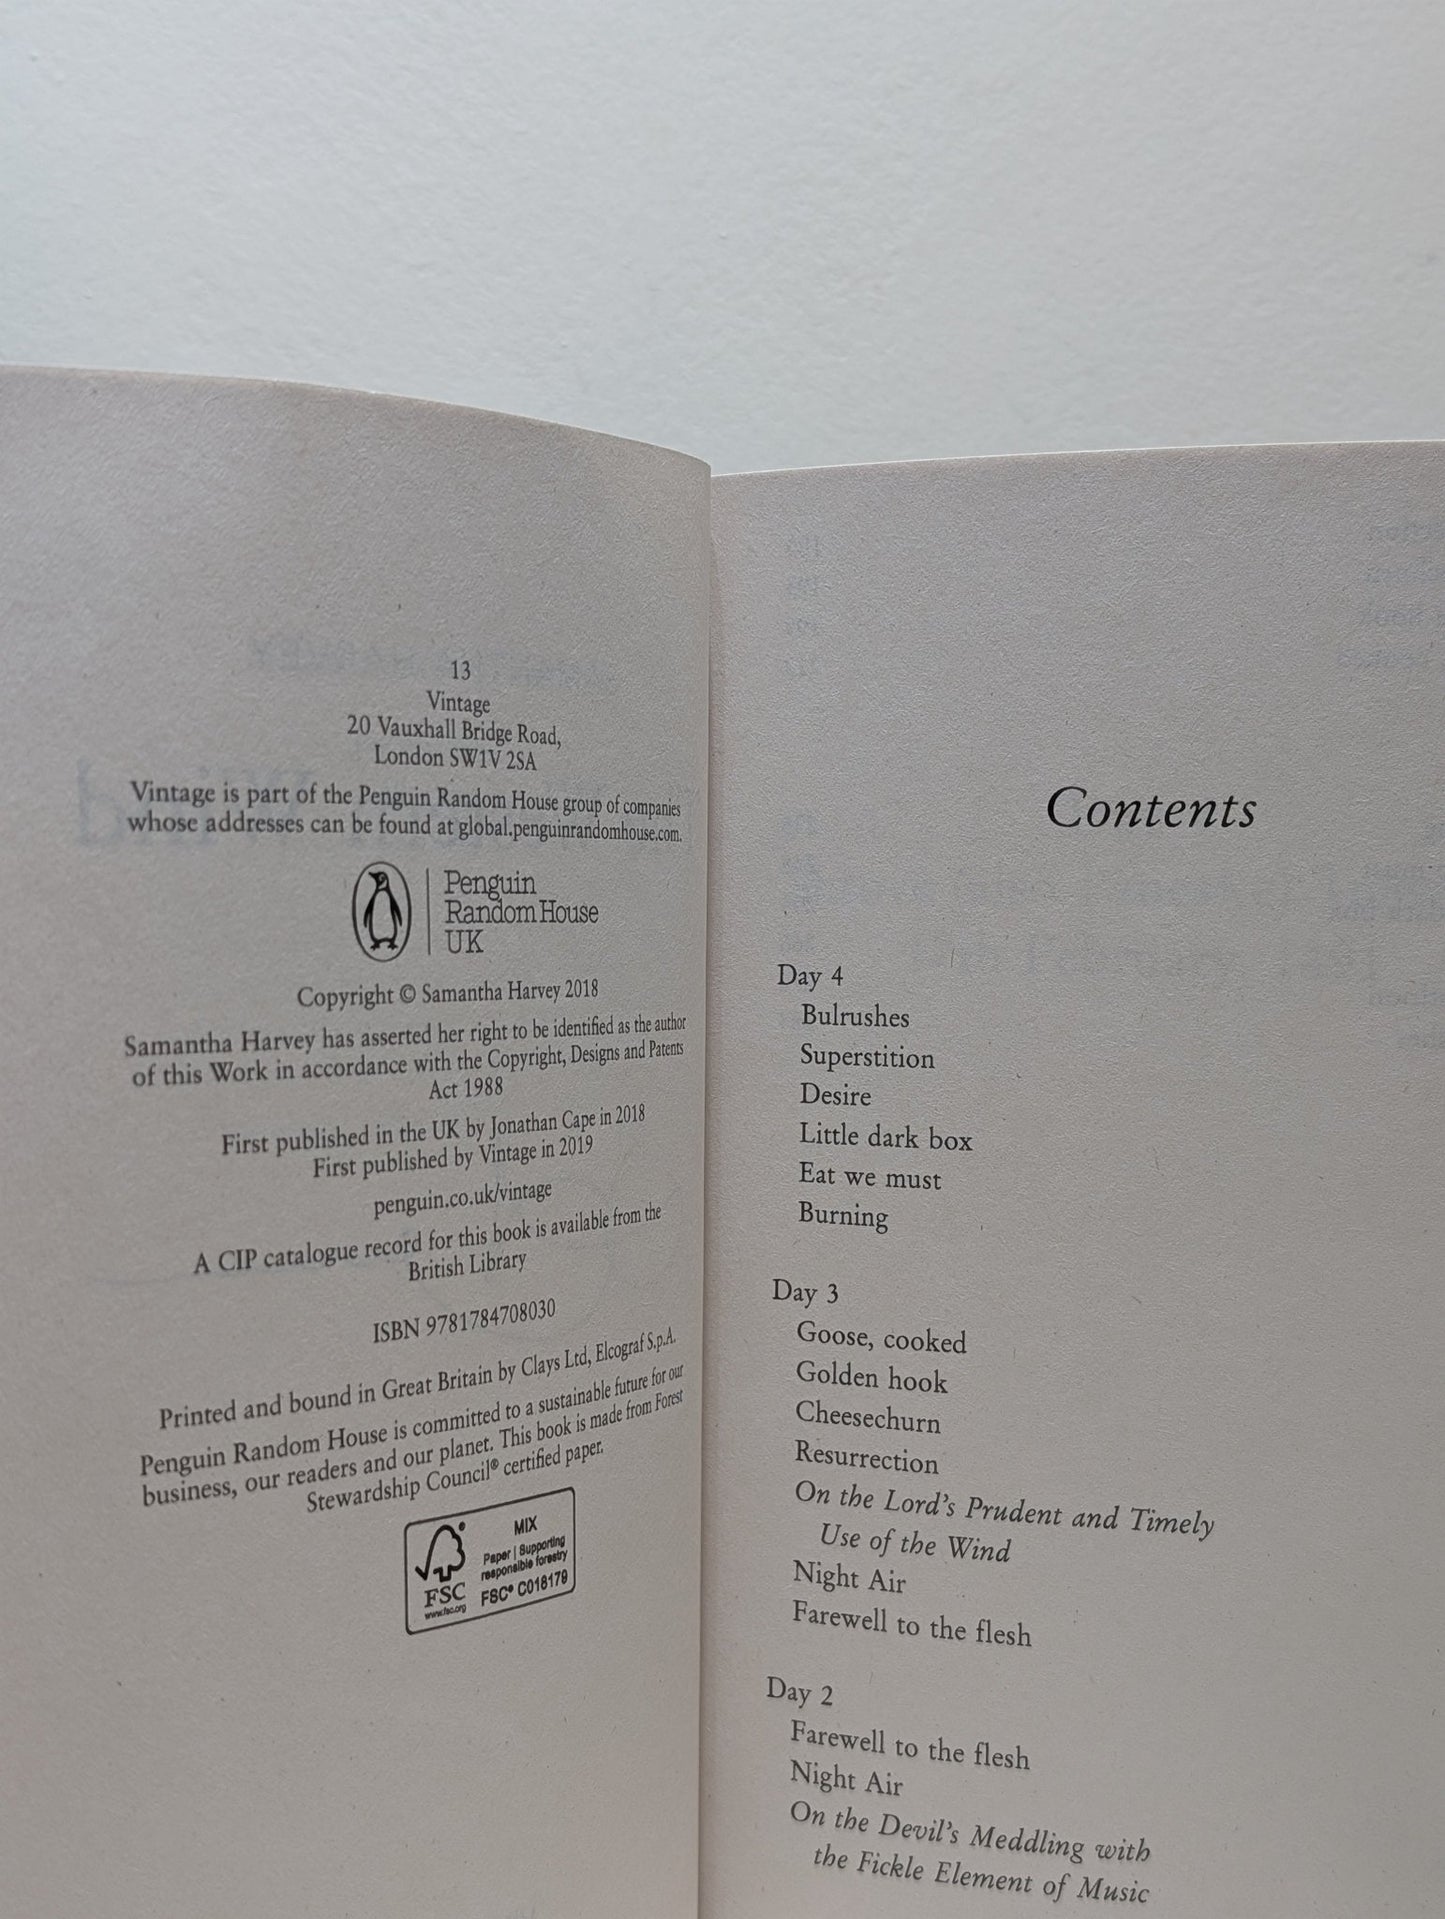 13
Vintage
20 Vauxhall Bridge Road,
London SW1V 2SA
Vintage is part of the Penguin Random House group of companies
whose addresses can be found at global.penguinrandomhouse.com.
Penguin
Random House
UK
Copyright © Samantha Harvey 2018
Samantha Harvey has asserted her right to be identified as the author
of this Work in accordance with the Copyright, Designs and Patents
Act 1988
First published in the UK by Jonathan Cape in 2018
First published by Vintage in 2019
penguin.co.uk/vintage
A CIP catalogue record for this book is available from the
British Library
ISBN 9781784708030
Printed and bound in Great Britain by Clays Ltd, Elcograf S.p.A.
Penguin Random House is committed to a sustainable future for our
business, our readers and our planet. This book is made from Forest
Stewardship Council® certified paper.
MIX
Paper | Supporting
responsible forestry
FSC® C018179
FSC
www.fsc.org
Contents
Day 4
Bulrushes
Superstition
Desire
Little dark box
Eat we must
Burning
Day 3
Goose, cooked
Golden hook
Cheesechurn
Resurrection
On the Lord's Prudent and Timely
Use of the Wind
Night Air
Farewell to the flesh
Day 2
Farewell to the flesh
Night Air
On the Devil's Meddling with
the Fickle Element of Music